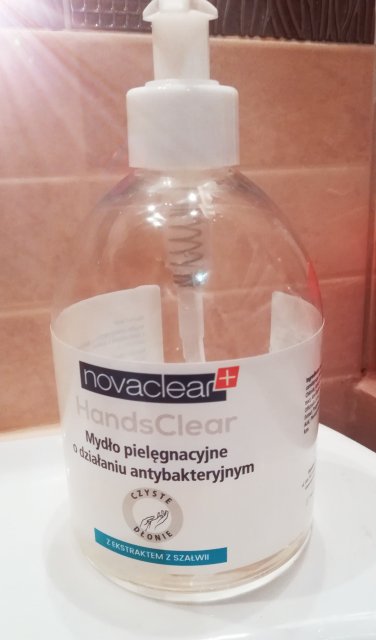 novaclear+
HandsClear
Mydło pielęgnacyjne
o działaniu antybakteryjnym
CZYSTE
DŁONIE
Z EKSTRAKTEM Z SZAŁWII